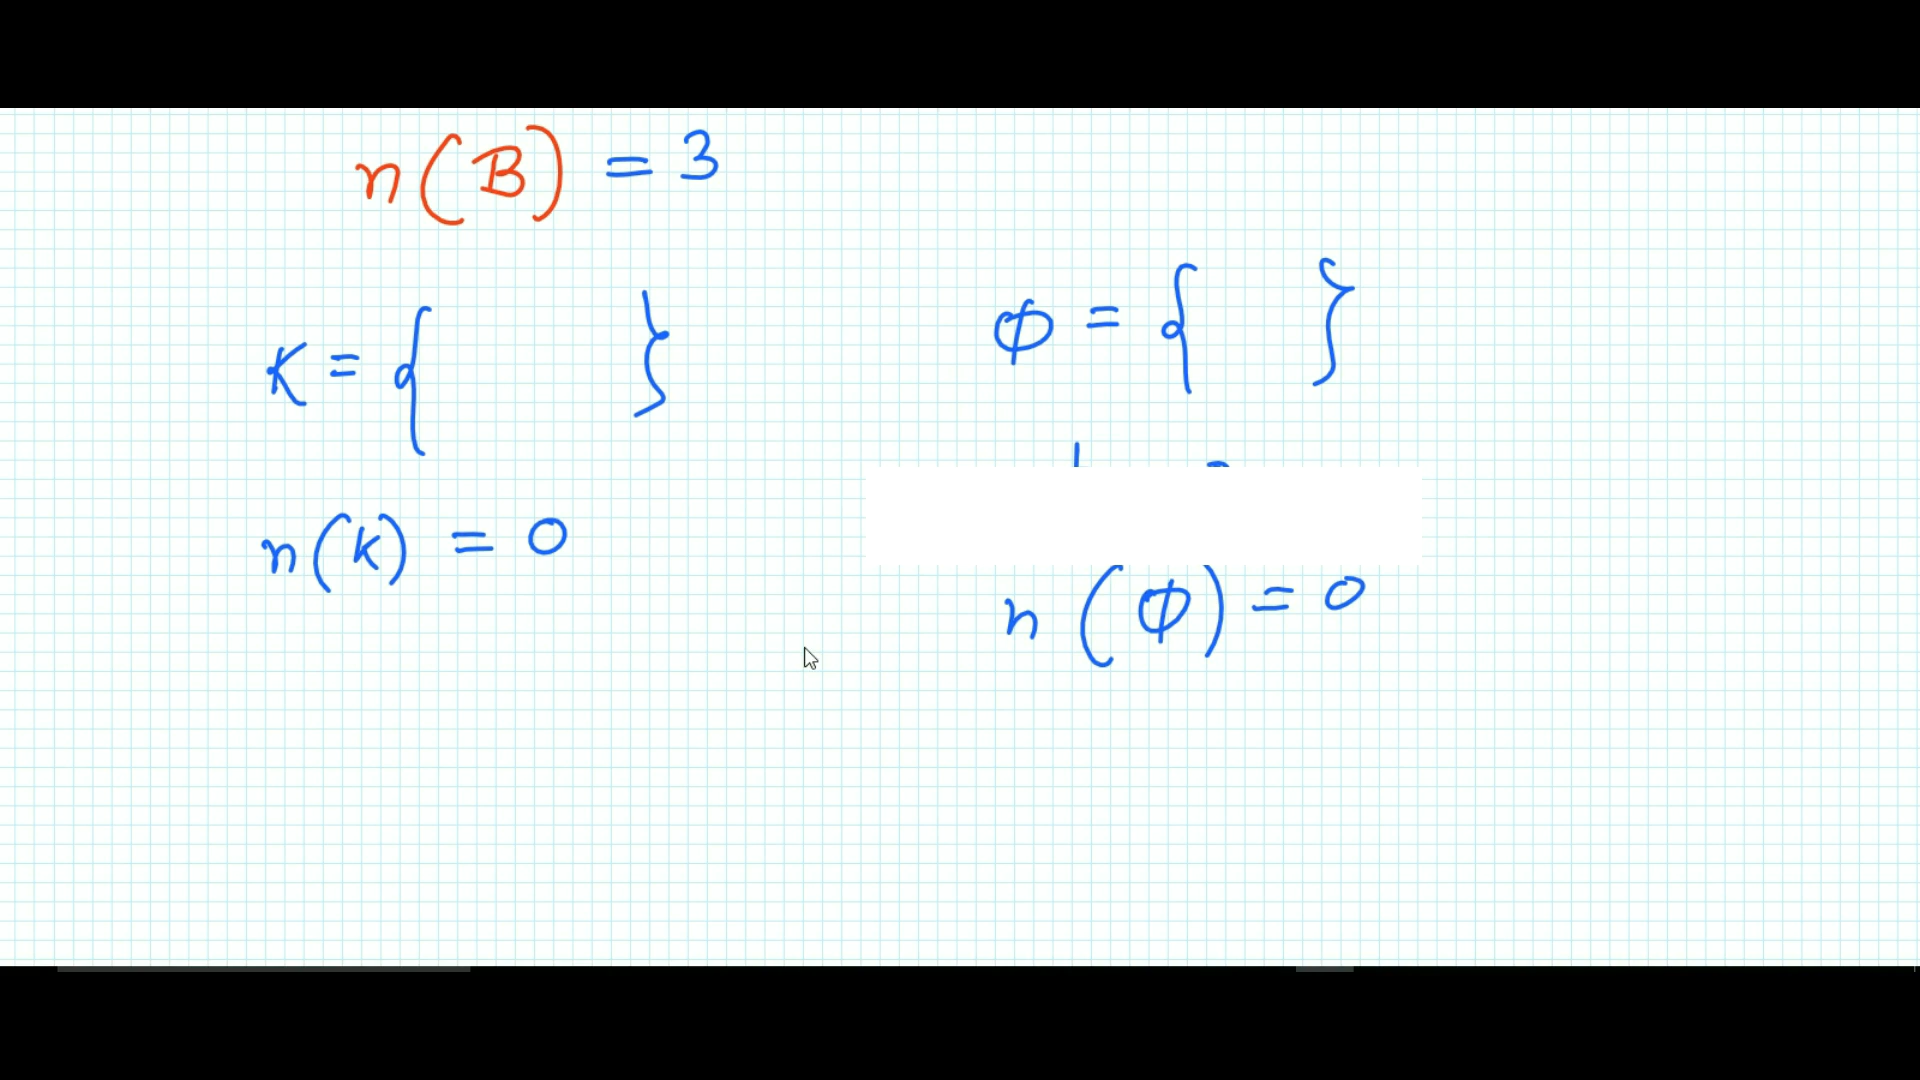 n(B) = 3
K = { }
n(K) = 0
Φ = { }
n(Φ) = 0